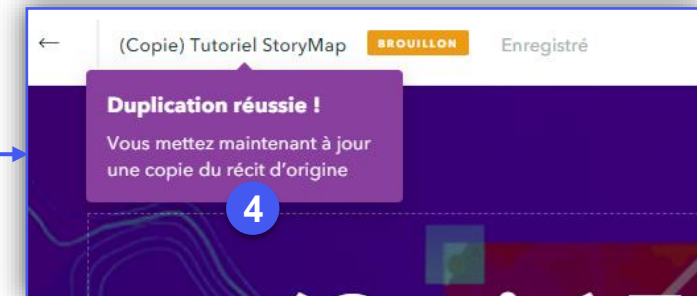 ← (Copie) Tutoriel StoryMap BROUILLON Enregistré
Duplication réussie !
Vous mettez maintenant à jour
une copie du récit d'origine
4